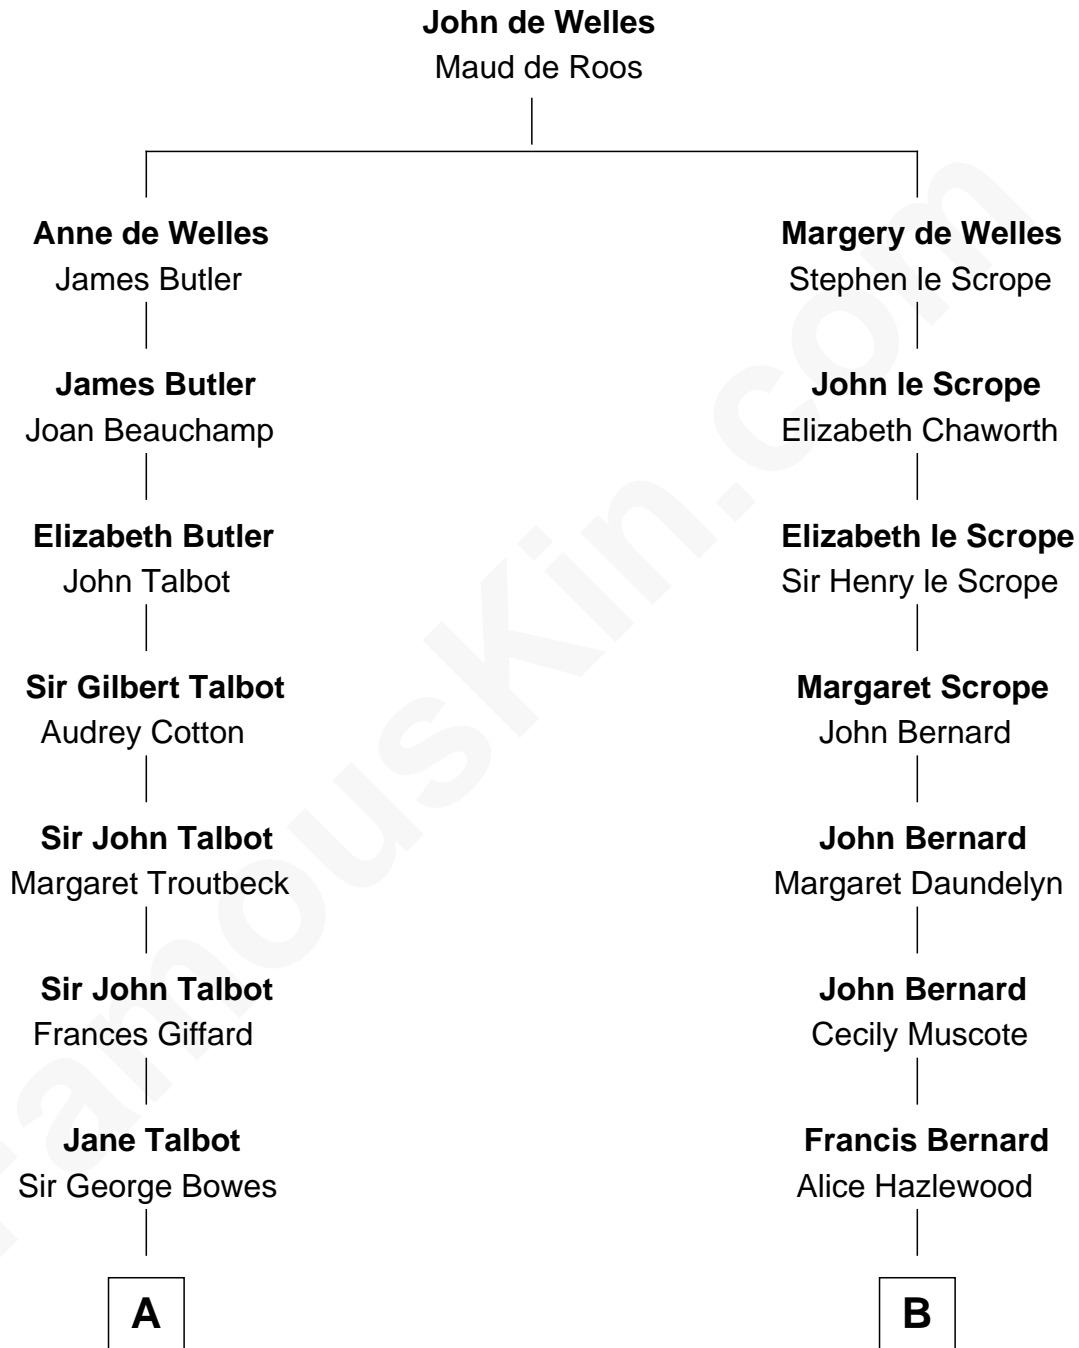 John de Welles
Maud de Roos
Anne de Welles
James Butler
Margery de Welles
Stephen le Scrope
James Butler
Joan Beauchamp
John le Scrope
Elizabeth Chaworth
Elizabeth Butler
John Talbot
Elizabeth le Scrope
Sir Henry le Scrope
Sir Gilbert Talbot
Audrey Cotton
Margaret Scrope
John Bernard
Sir John Talbot
Margaret Troutbeck
John Bernard
Margaret Daundelyn
Sir John Talbot
Frances Giffard
John Bernard
Cecily Muscote
Jane Talbot
Sir George Bowes
Francis Bernard
Alice Hazlewood
A
B
FamousKin.com